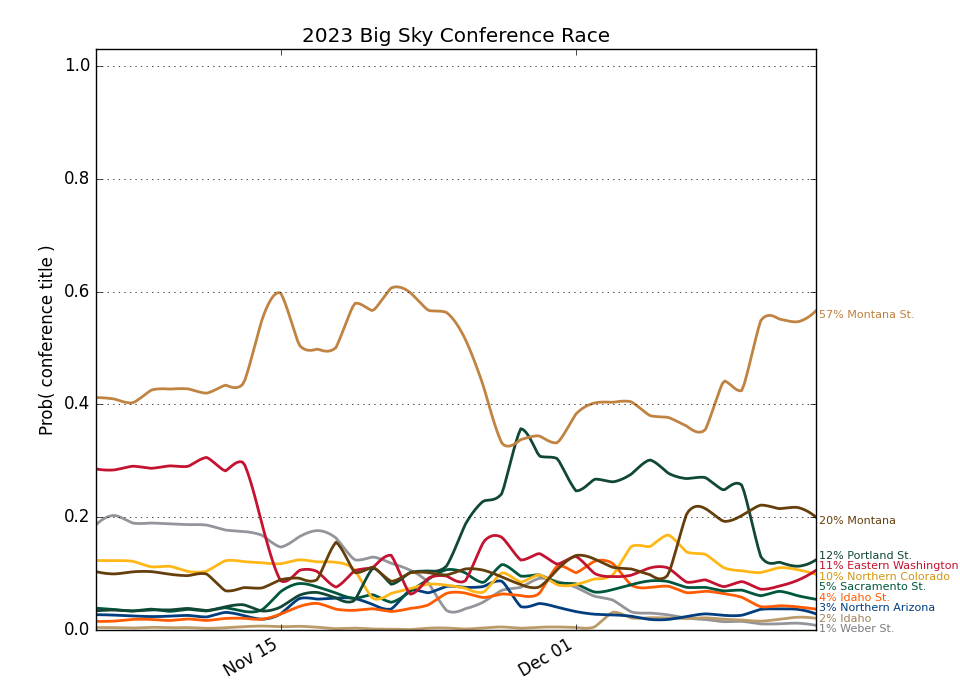 2023 Big Sky Conference Race
Prob( conference title )
1.0
0.8
0.6
0.4
0.2
0.0
Nov 15
Dec 01
57% Montana St.
20% Montana
12% Portland St.
11% Eastern Washington
10% Northern Colorado
5% Sacramento St.
4% Idaho St.
3% Northern Arizona
2% Idaho
1% Weber St.